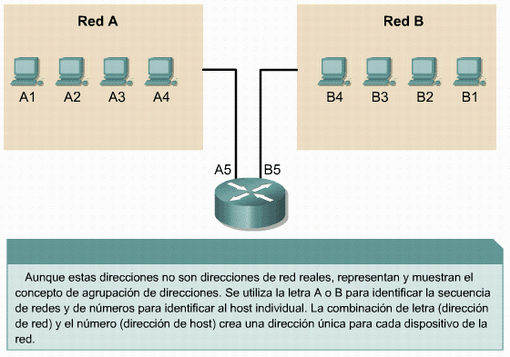 Red A
Red B
A1 A2 A3 A4
B4 B3 B2 B1
A5 B5
Aunque estas direcciones no son direcciones de red reales, representan y muestran el
concepto de agrupación de direcciones. Se utiliza la letra A o B para identificar la secuencia
de redes y de números para identificar al host individual. La combinación de letra (dirección
de red) y el número (dirección de host) crea una dirección única para cada dispositivo de la
red.